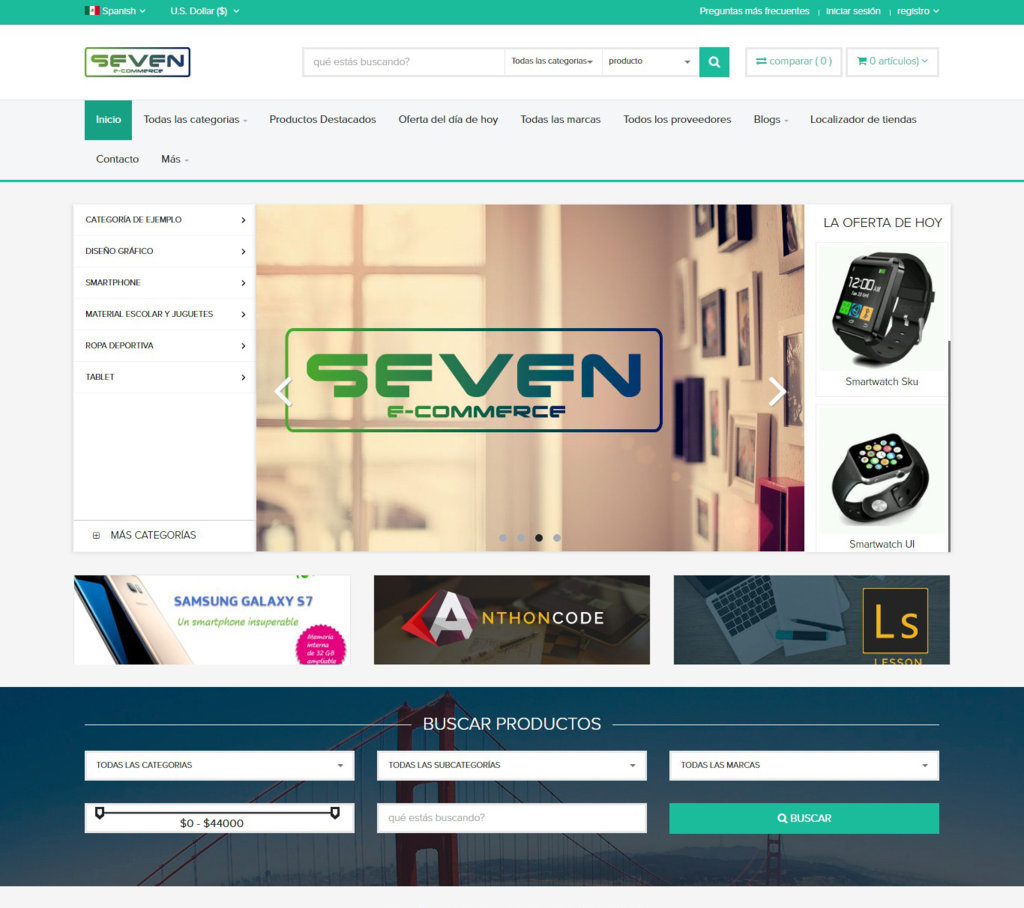 Spanish
U.S. Dollar ($)
Preguntas más frecuentes
iniciar sesión
registro
SEVEN
E-COMMERCE
qué estás buscando?
Todas las categorias
producto
comparar ( 0 )
0 artículos)
Inicio
Todas las categorias
Productos Destacados
Oferta del día de hoy
Todas las marcas
Todos los proveedores
Blogs
Localizador de tiendas
Contacto
Más
CATEGORÍA DE EJEMPLO
DISEÑO GRÁFICO
SMARTPHONE
MATERIAL ESCOLAR Y JUGUETES
ROPA DEPORTIVA
TABLET
MÁS CATEGORÍAS
SEVEN
E-COMMERCE
LA OFERTA DE HOY
12:00
Smartwatch Sku
Smartwatch UI
SAMSUNG GALAXY S7
Un smartphone insuperable
Memoria
interna
de 32 GB
ampliable
ANTHONCODE
Ls
LESSON
BUSCAR PRODUCTOS
TODAS LAS CATEGORIAS
TODAS LAS SUBCATEGORÍAS
TODAS LAS MARCAS
$0 - $44000
qué estás buscando?
BUSCAR